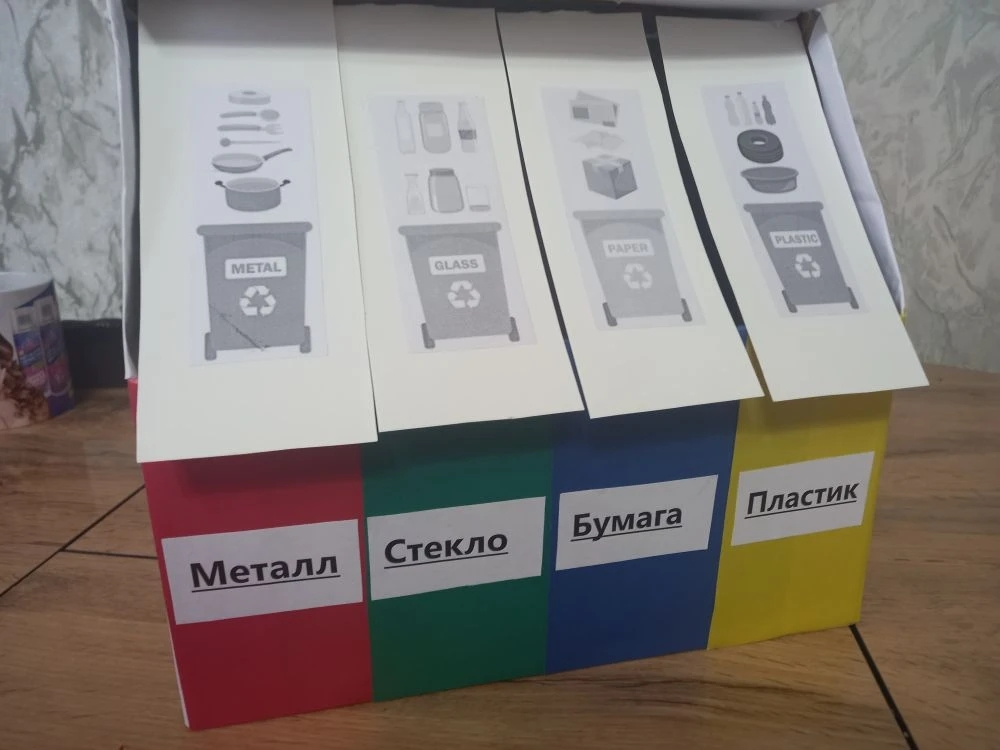 METAL
GLASS
PAPER
PLASTIC
Металл
Стекло
Бумага
Пластик